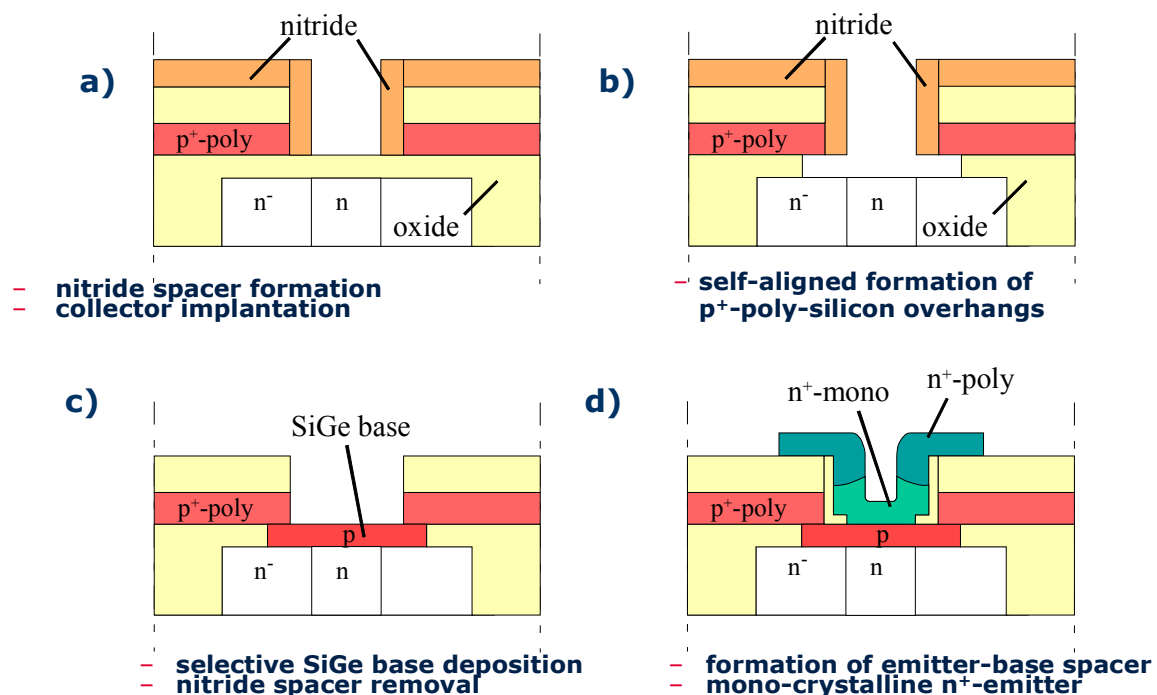 nitride
a)
p⁺-poly
n⁻ n
oxide
– nitride spacer formation
– collector implantation
nitride
b)
p⁺-poly
n⁻ n
oxide
– self-aligned formation of
p⁺-poly-silicon overhangs
c)
SiGe base
p⁺-poly
p
n⁻ n
– selective SiGe base deposition
– nitride spacer removal
d)
n⁺-mono
n⁺-poly
p⁺-poly
p
n⁻ n
– formation of emitter-base spacer
– mono-crystalline n⁺-emitter